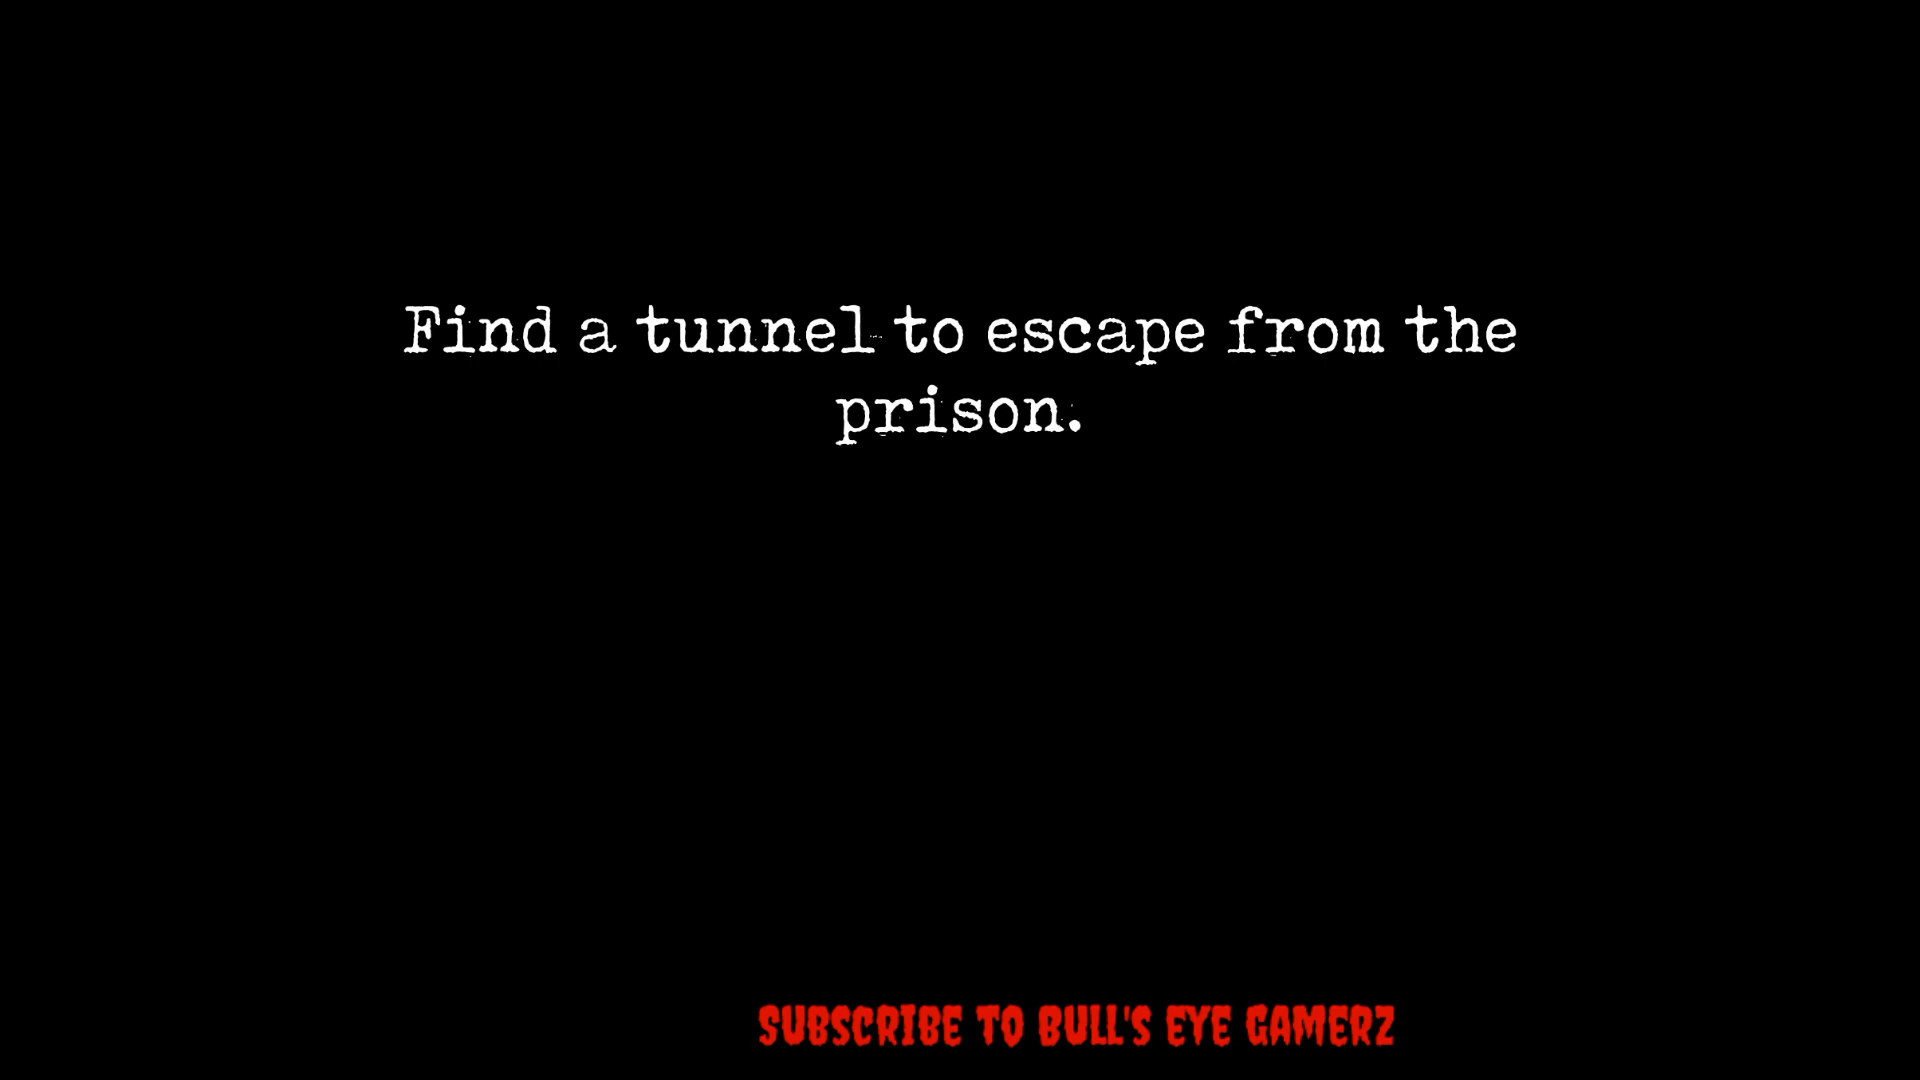 Find a tunnel to escape from the
prison.
SUBSCRIBE TO BULL'S EYE GAMERZ